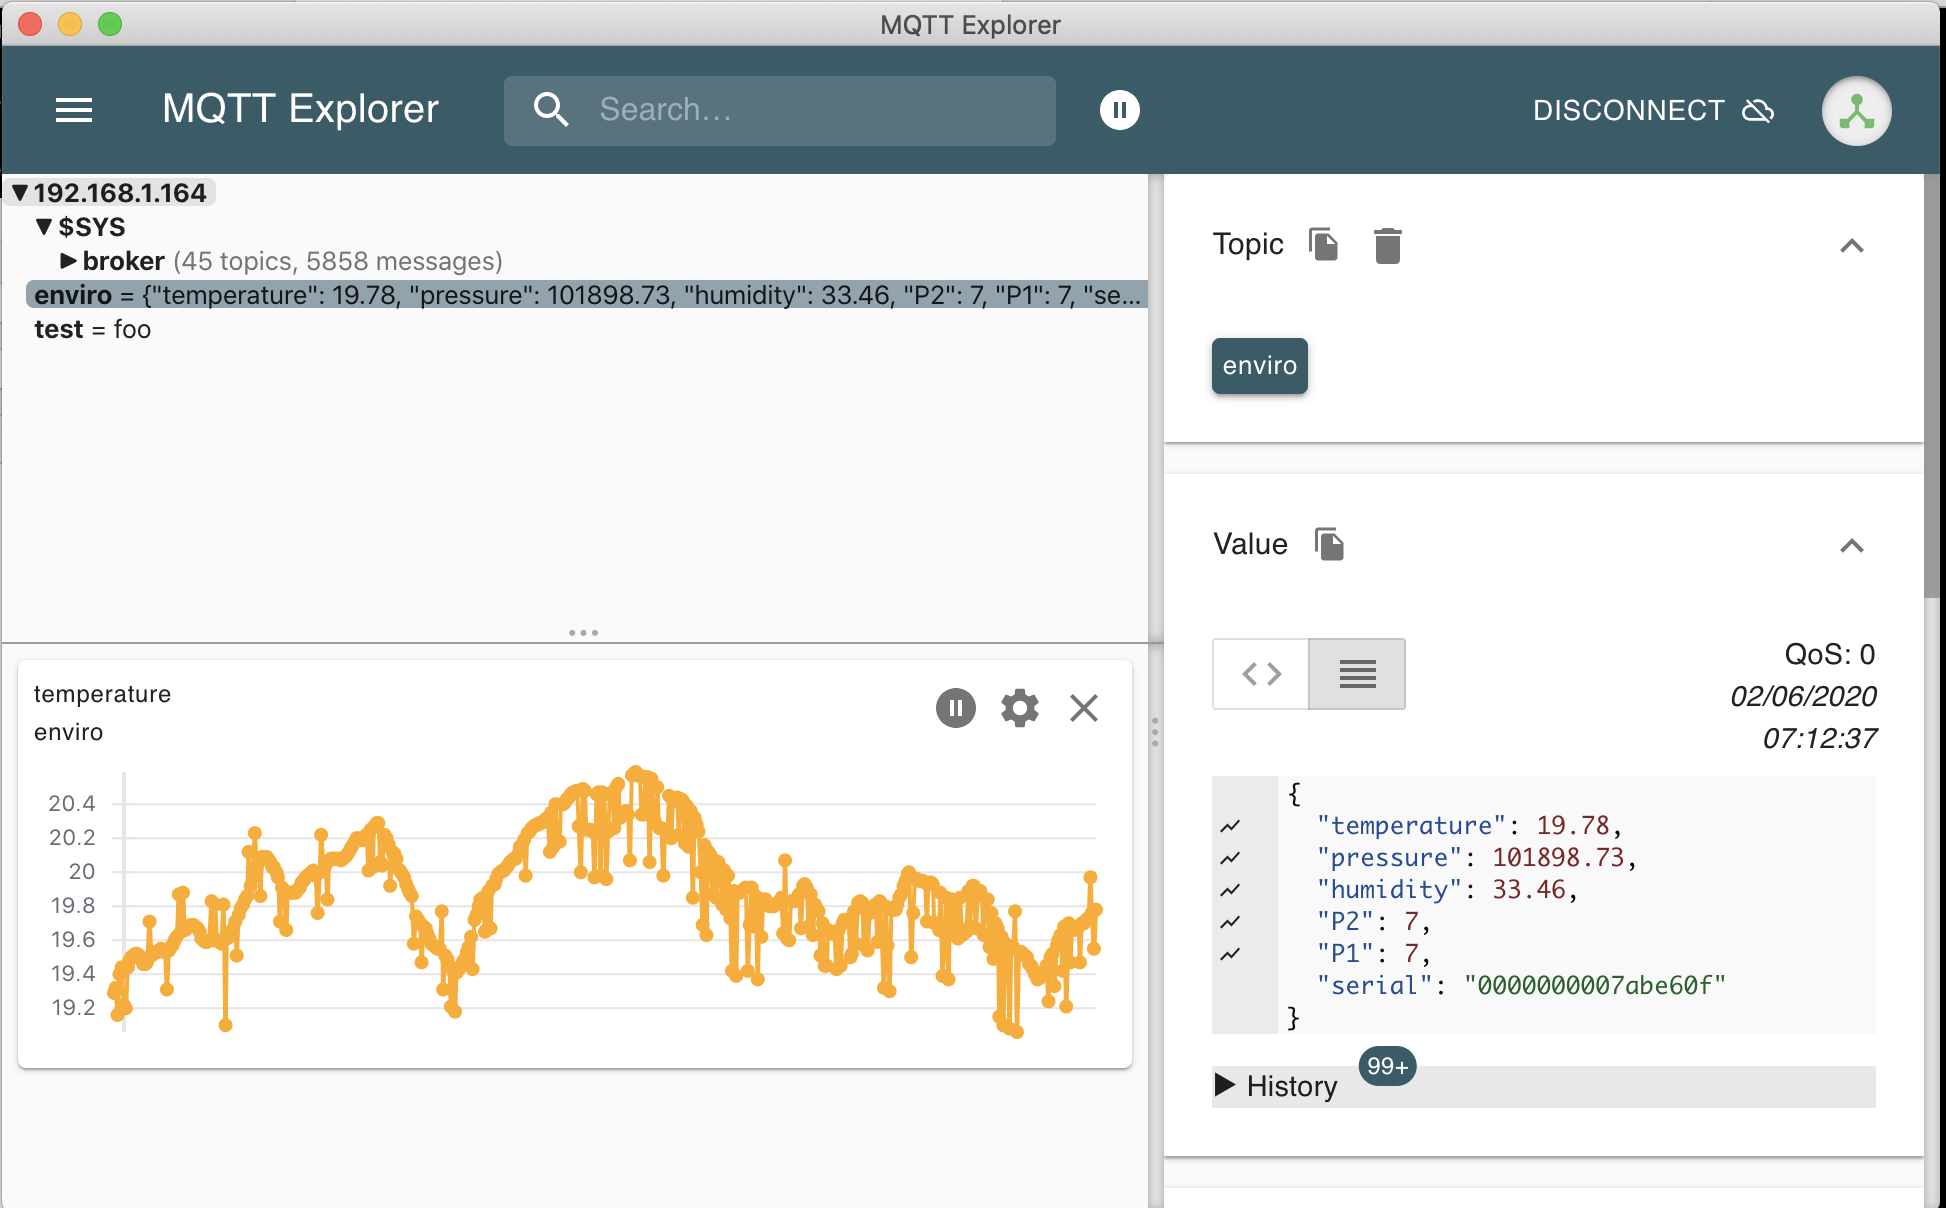 MQTT Explorer
MQTT Explorer
Search...
DISCONNECT
192.168.1.164
$SYS
broker (45 topics, 5858 messages)
enviro = {"temperature": 19.78, "pressure": 101898.73, "humidity": 33.46, "P2": 7, "P1": 7, "se...
test = foo
temperature
enviro
20.4
20.2
20
19.8
19.6
19.4
19.2
Topic
enviro
Value
QoS: 0
02/06/2020
07:12:37
{
"temperature": 19.78,
"pressure": 101898.73,
"humidity": 33.46,
"P2": 7,
"P1": 7,
"serial": "0000000007abe60f"
}
99+
History